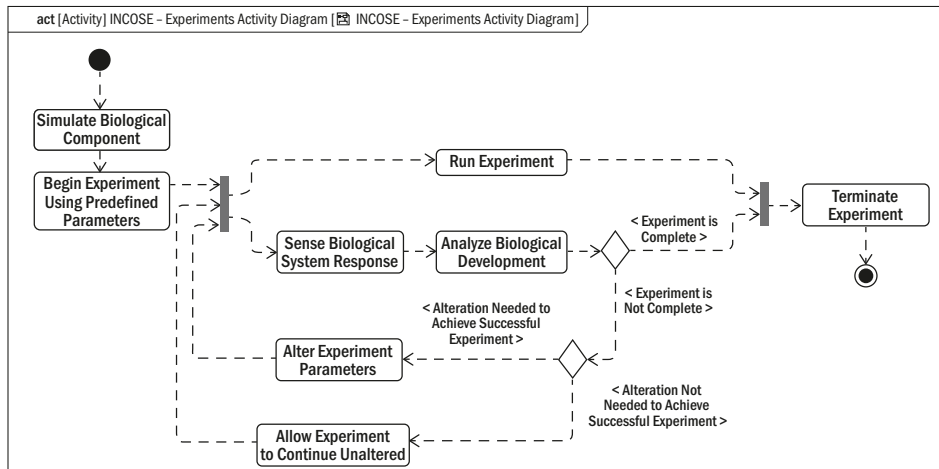 act [Activity] INCOSE – Experiments Activity Diagram [ INCOSE – Experiments Activity Diagram]
Simulate Biological
Component
Begin Experiment
Using Predefined
Parameters
Run Experiment
Terminate
Experiment
Sense Biological
System Response
Analyze Biological
Development
< Experiment is
Complete >
< Experiment is
Not Complete >
< Alteration Needed to
Achieve Successful
Experiment >
Alter Experiment
Parameters
< Alteration Not
Needed to Achieve
Successful Experiment >
Allow Experiment
to Continue Unaltered